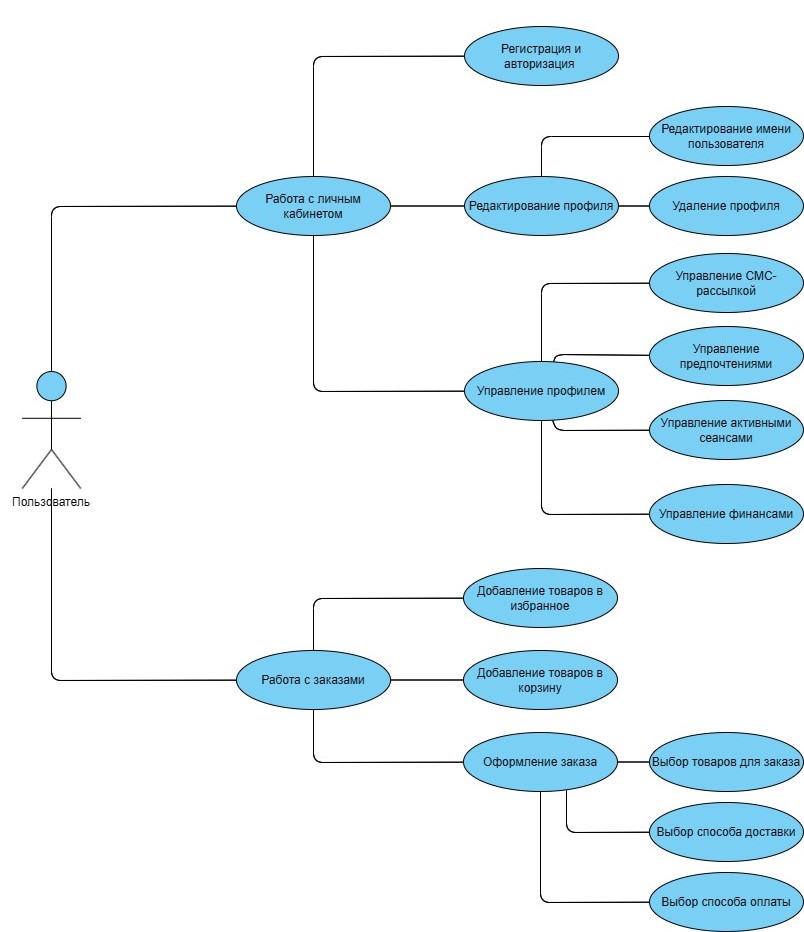 Регистрация и
авторизация
Редактирование имени
пользователя
Работа с личным
кабинетом
Редактирование профиля
Удаление профиля
Управление СМС-
рассылкой
Управление
предпочтениями
Управление профилем
Управление активными
сеансами
Пользователь
Управление финансами
Добавление товаров в
избранное
Работа с заказами
Добавление товаров в
корзину
Оформление заказа
Выбор товаров для заказа
Выбор способа доставки
Выбор способа оплаты